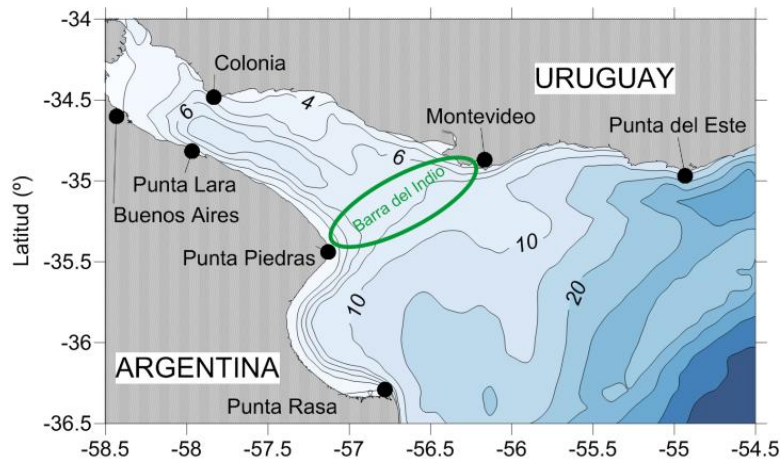 -34
-34.5
-35
-35.5
-36
-36.5
Latitud (º)
-58.5 -58 -57.5 -57 -56.5 -56 -55.5 -55 -54.5
Colonia
4
URUGUAY
6
Montevideo
Punta del Este
6
Punta Lara
Barra del Indio
Buenos Aires
Punta Piedras
10
10
20
ARGENTINA
Punta Rasa